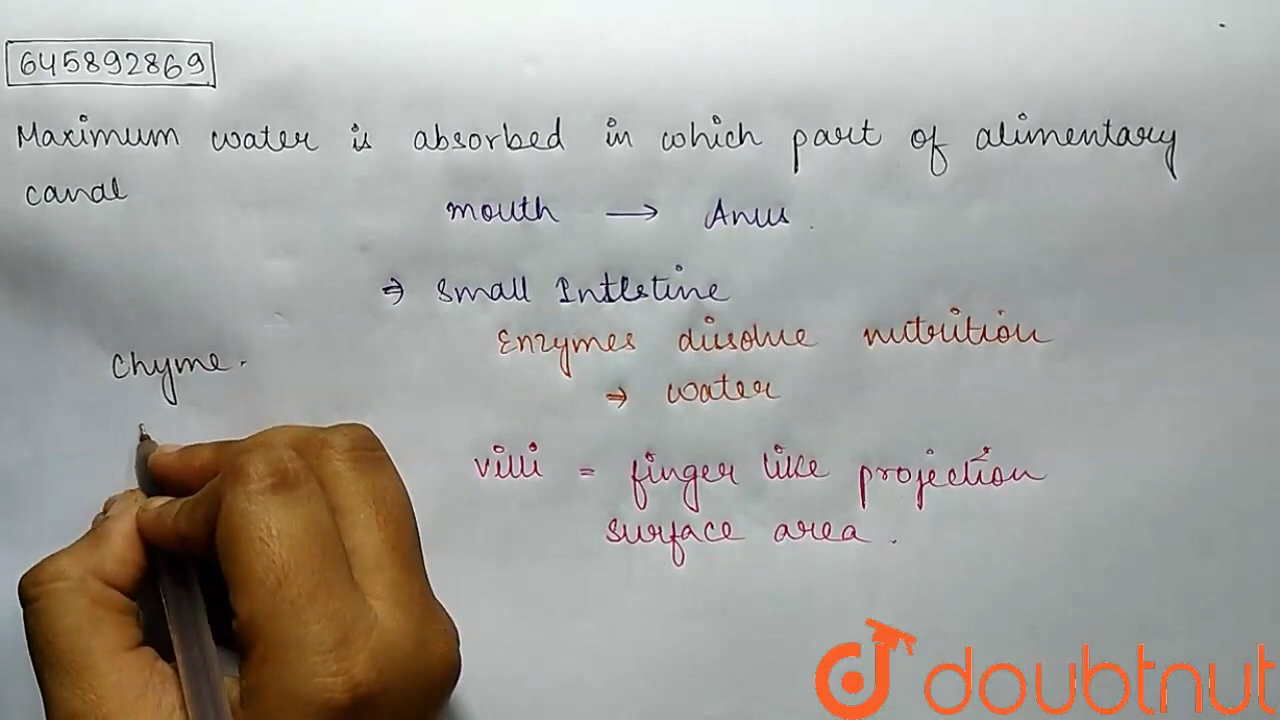 645892869
Maximum water is absorbed in which part of alimentary
canal
mouth → Anus.
⇒ Small Intestine
Enzymes dissolve nutrition
→ water
Chyme.
villi = finger like projection
surface area.
doubtnut